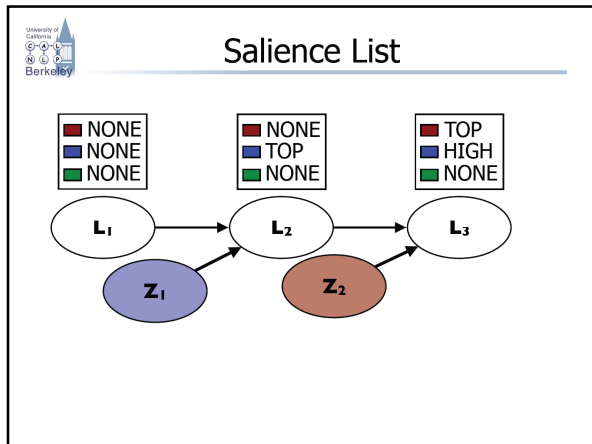 University of
California
C A L
N L P
Berkeley
Salience List
NONE
NONE
NONE
NONE
TOP
NONE
TOP
HIGH
NONE
L₁
L₂
L₃
Z₁
Z₂